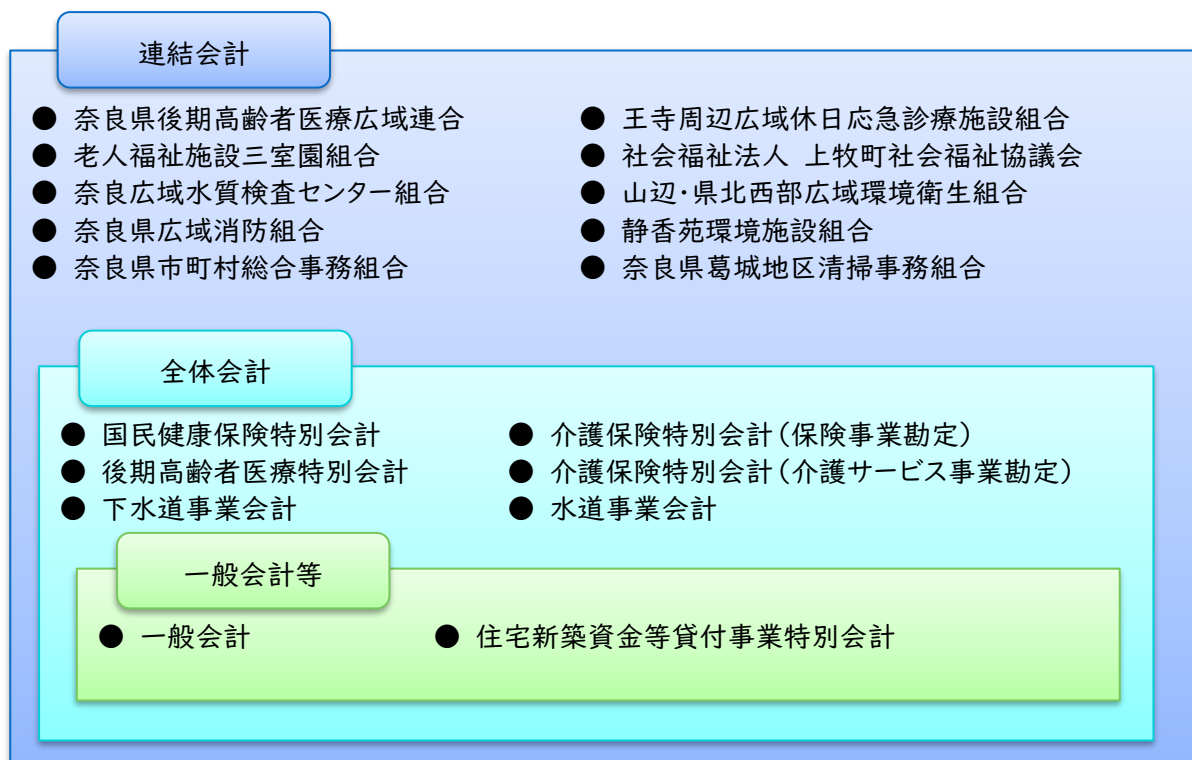 連結会計
● 奈良県後期高齢者医療広域連合
● 老人福祉施設三室園組合
● 奈良広域水質検査センター組合
● 奈良県広域消防組合
● 奈良県市町村総合事務組合
● 王寺周辺広域休日応急診療施設組合
● 社会福祉法人 上牧町社会福祉協議会
● 山辺・県北西部広域環境衛生組合
● 静香苑環境施設組合
● 奈良県葛城地区清掃事務組合
全体会計
● 国民健康保険特別会計
● 後期高齢者医療特別会計
● 下水道事業会計
● 介護保険特別会計(保険事業勘定)
● 介護保険特別会計(介護サービス事業勘定)
● 水道事業会計
一般会計等
● 一般会計
● 住宅新築資金等貸付事業特別会計